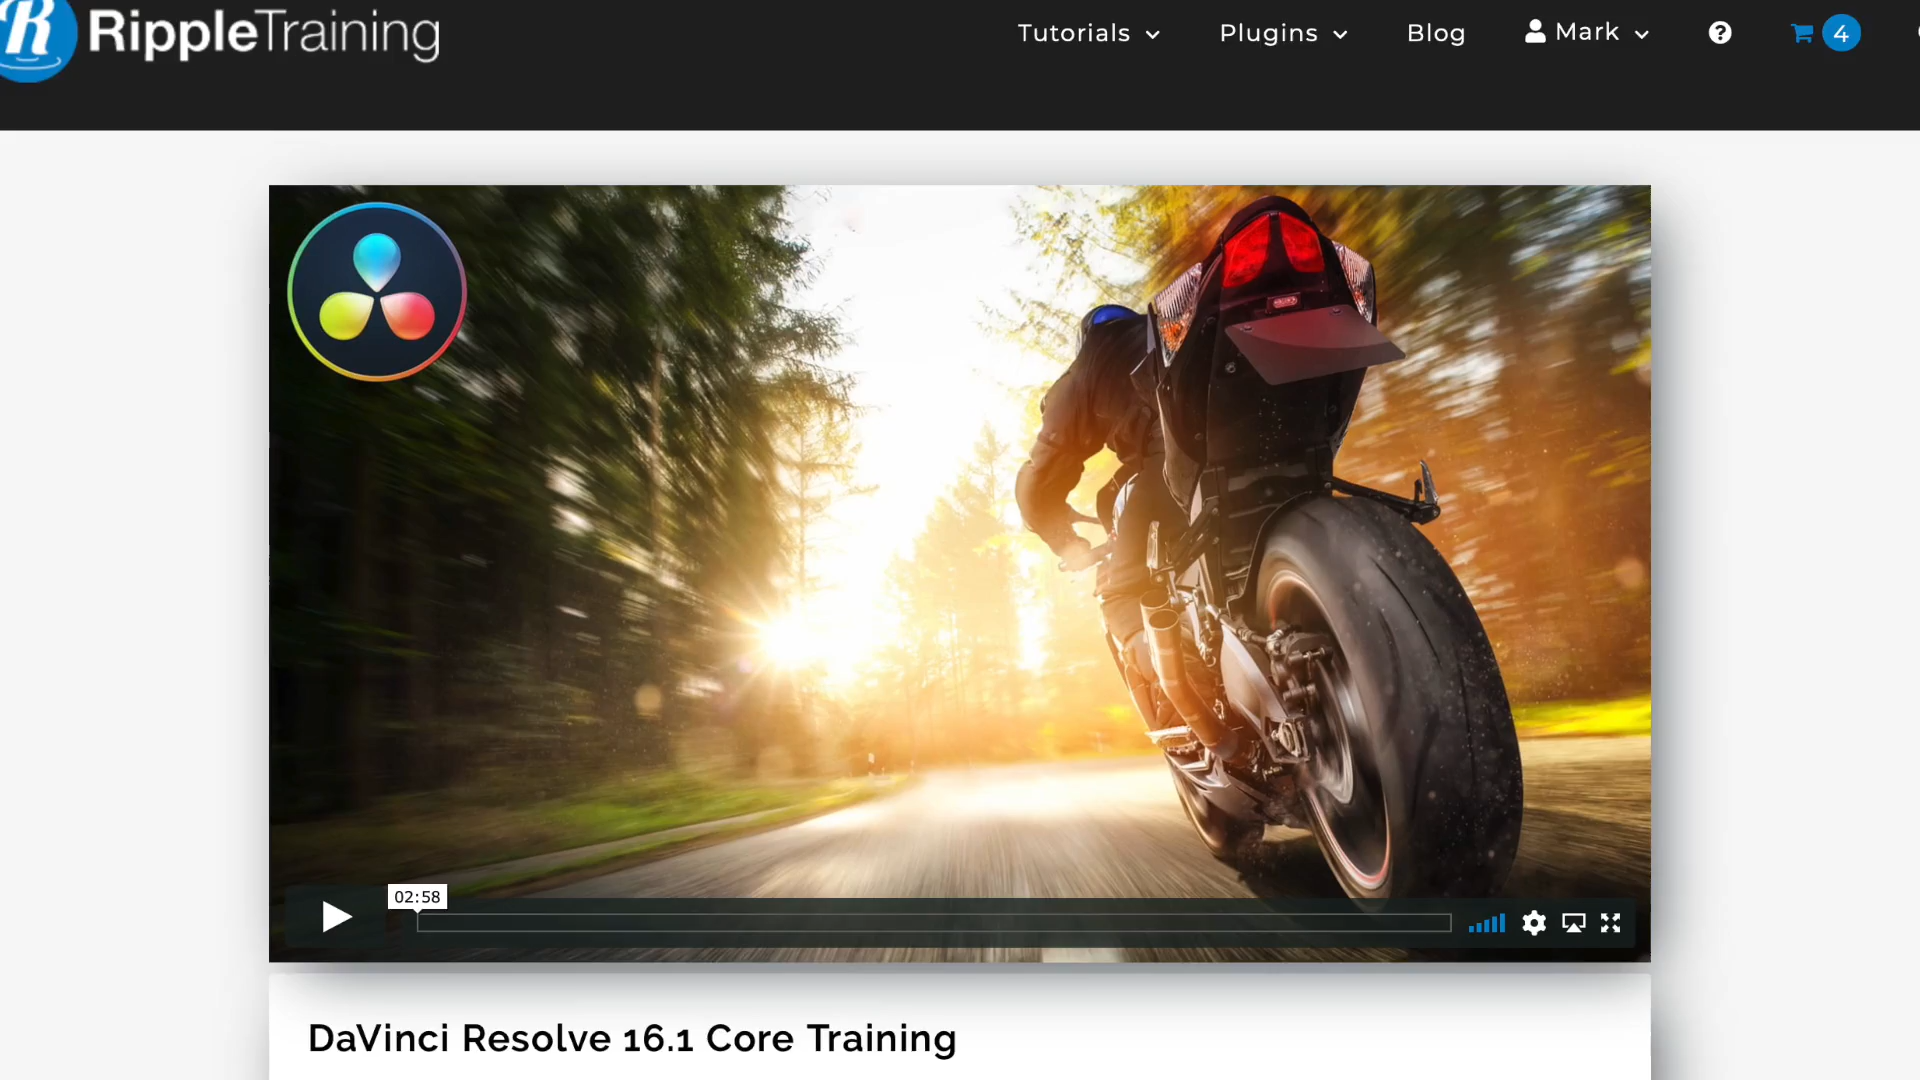 RippleTraining
Tutorials
Plugins
Blog
Mark
4
02:58
DaVinci Resolve 16.1 Core Training